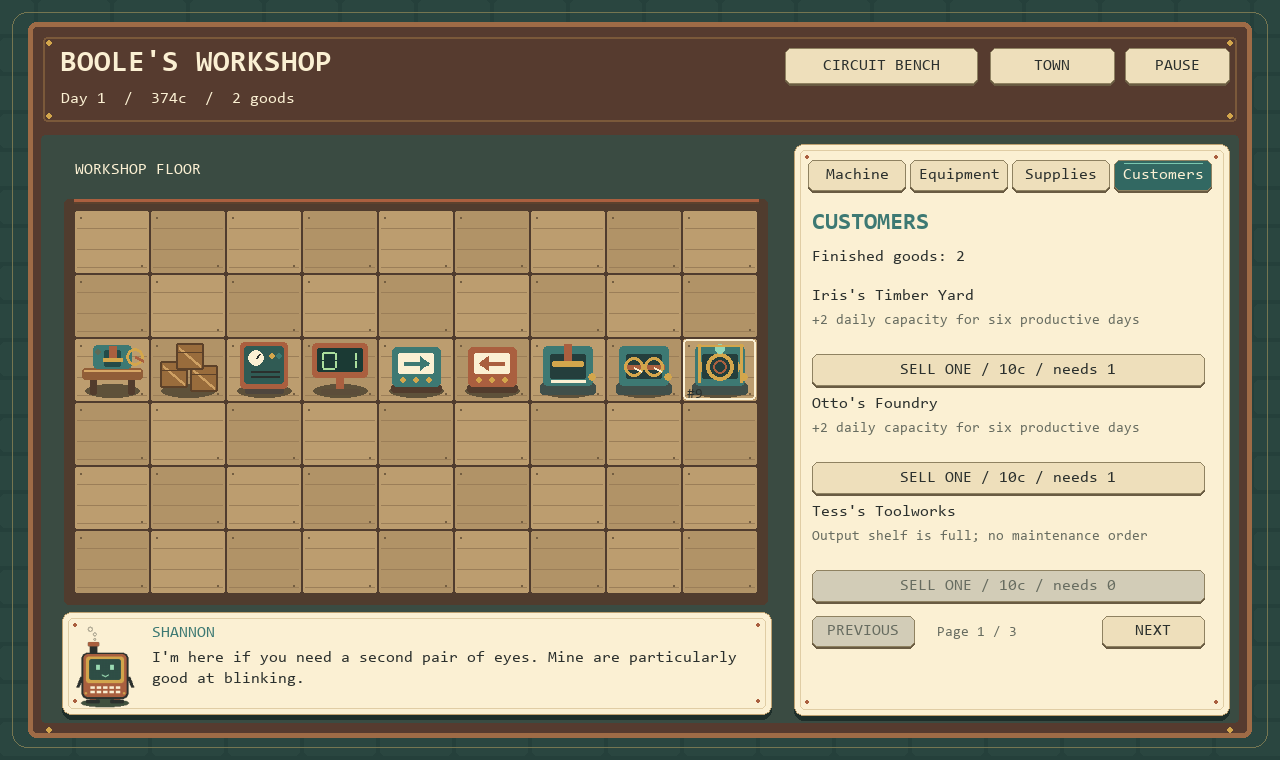 BOOLE'S WORKSHOP
CIRCUIT BENCH
TOWN
PAUSE
Day 1 / 374c / 2 goods
WORKSHOP FLOOR
Machine
Equipment
Supplies
Customers
CUSTOMERS
Finished goods: 2
Iris's Timber Yard
+2 daily capacity for six productive days
SELL ONE / 10c / needs 1
Otto's Foundry
+2 daily capacity for six productive days
SELL ONE / 10c / needs 1
Tess's Toolworks
Output shelf is full; no maintenance order
SELL ONE / 10c / needs 0
PREVIOUS
Page 1 / 3
NEXT
0 1
#9
SHANNON
I'm here if you need a second pair of eyes. Mine are particularly
good at blinking.